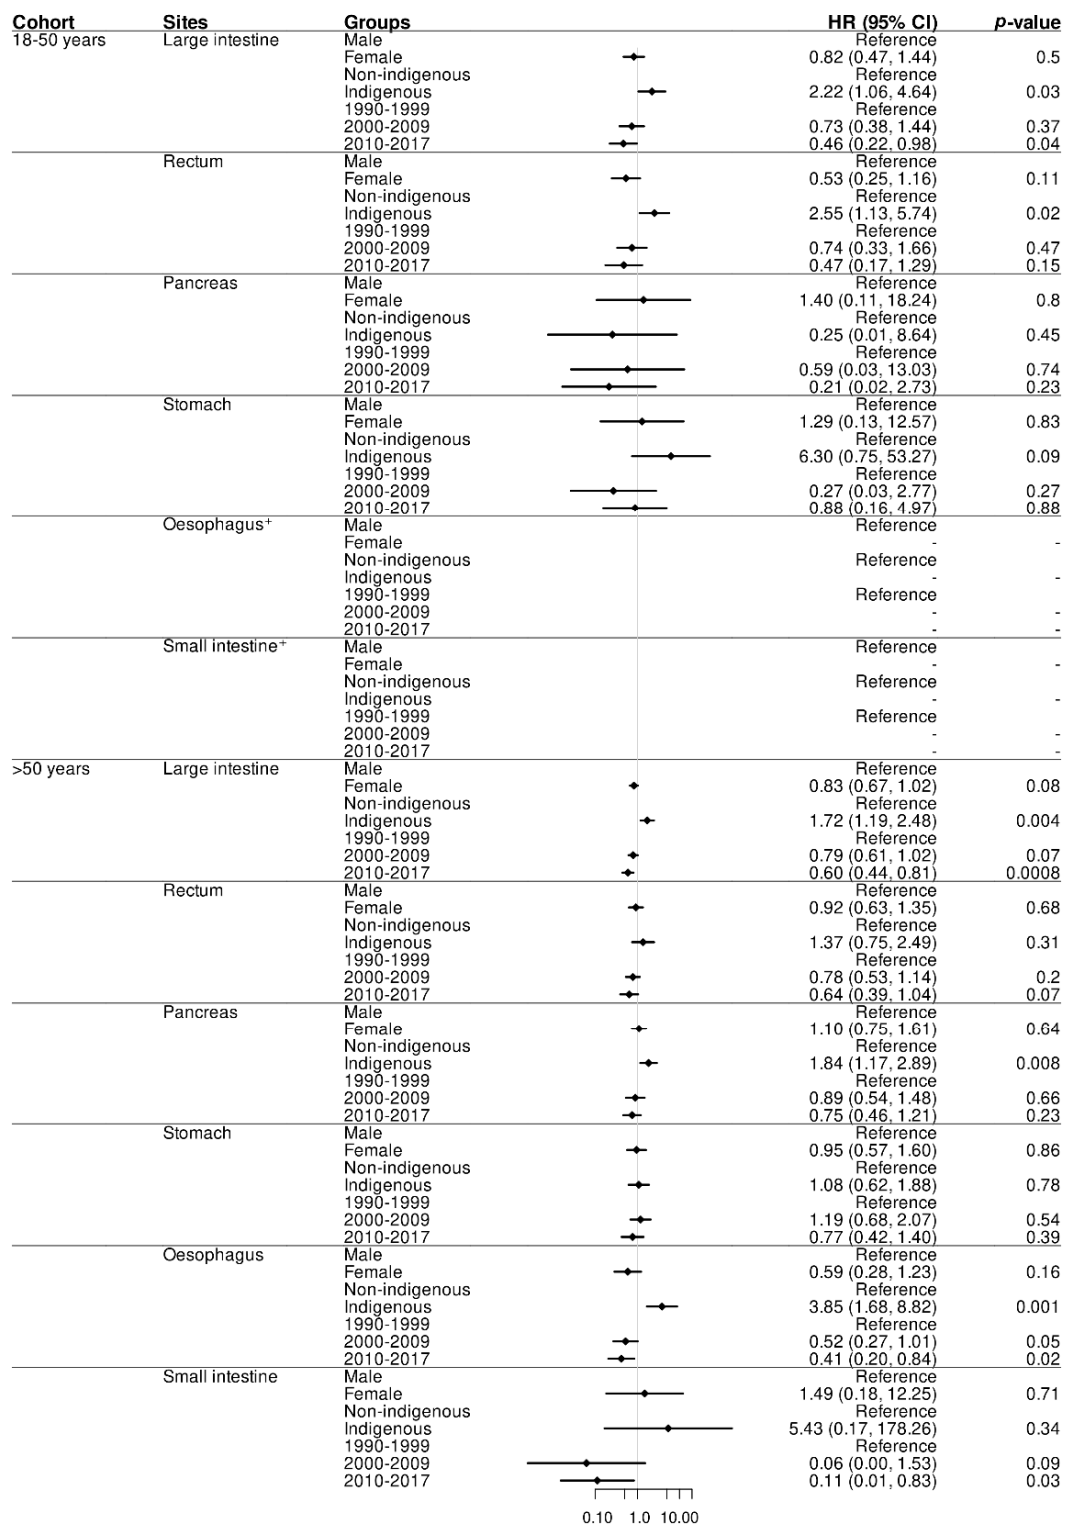 Cohort Sites Groups HR (95% CI) p-value
18-50 years Large intestine Male Reference
Female 0.82 (0.47, 1.44) 0.5
Non-indigenous Reference
Indigenous 2.22 (1.06, 4.64) 0.03
1990-1999 Reference
2000-2009 0.73 (0.38, 1.44) 0.37
2010-2017 0.46 (0.22, 0.98) 0.04
Rectum Male Reference
Female 0.53 (0.25, 1.16) 0.11
Non-indigenous Reference
Indigenous 2.55 (1.13, 5.74) 0.02
1990-1999 Reference
2000-2009 0.74 (0.33, 1.66) 0.47
2010-2017 0.47 (0.17, 1.29) 0.15
Pancreas Male Reference
Female 1.40 (0.11, 18.24) 0.8
Non-indigenous Reference
Indigenous 0.25 (0.01, 8.64) 0.45
1990-1999 Reference
2000-2009 0.59 (0.03, 13.03) 0.74
2010-2017 0.21 (0.02, 2.73) 0.23
Stomach Male Reference
Female 1.29 (0.13, 12.57) 0.83
Non-indigenous Reference
Indigenous 6.30 (0.75, 53.27) 0.09
1990-1999 Reference
2000-2009 0.27 (0.03, 2.77) 0.27
2010-2017 0.88 (0.16, 4.97) 0.88
Oesophagus+ Male Reference
Female - -
Non-indigenous Reference
Indigenous - -
1990-1999 Reference
2000-2009 - -
2010-2017 - -
Small intestine+ Male Reference
Female - -
Non-indigenous Reference
Indigenous - -
1990-1999 Reference
2000-2009 - -
2010-2017 - -
>50 years Large intestine Male Reference
Female 0.83 (0.67, 1.02) 0.08
Non-indigenous Reference
Indigenous 1.72 (1.19, 2.48) 0.004
1990-1999 Reference
2000-2009 0.79 (0.61, 1.02) 0.07
2010-2017 0.60 (0.44, 0.81) 0.0008
Rectum Male Reference
Female 0.92 (0.63, 1.35) 0.68
Non-indigenous Reference
Indigenous 1.37 (0.75, 2.49) 0.31
1990-1999 Reference
2000-2009 0.78 (0.53, 1.14) 0.2
2010-2017 0.64 (0.39, 1.04) 0.07
Pancreas Male Reference
Female 1.10 (0.75, 1.61) 0.64
Non-indigenous Reference
Indigenous 1.84 (1.17, 2.89) 0.008
1990-1999 Reference
2000-2009 0.89 (0.54, 1.48) 0.66
2010-2017 0.75 (0.46, 1.21) 0.23
Stomach Male Reference
Female 0.95 (0.57, 1.60) 0.86
Non-indigenous Reference
Indigenous 1.08 (0.62, 1.88) 0.78
1990-1999 Reference
2000-2009 1.19 (0.68, 2.07) 0.54
2010-2017 0.77 (0.42, 1.40) 0.39
Oesophagus Male Reference
Female 0.59 (0.28, 1.23) 0.16
Non-indigenous Reference
Indigenous 3.85 (1.68, 8.82) 0.001
1990-1999 Reference
2000-2009 0.52 (0.27, 1.01) 0.05
2010-2017 0.41 (0.20, 0.84) 0.02
Small intestine Male Reference
Female 1.49 (0.18, 12.25) 0.71
Non-indigenous Reference
Indigenous 5.43 (0.17, 178.26) 0.34
1990-1999 Reference
2000-2009 0.06 (0.00, 1.53) 0.09
2010-2017 0.11 (0.01, 0.83) 0.03
0.10 1.0 10.00